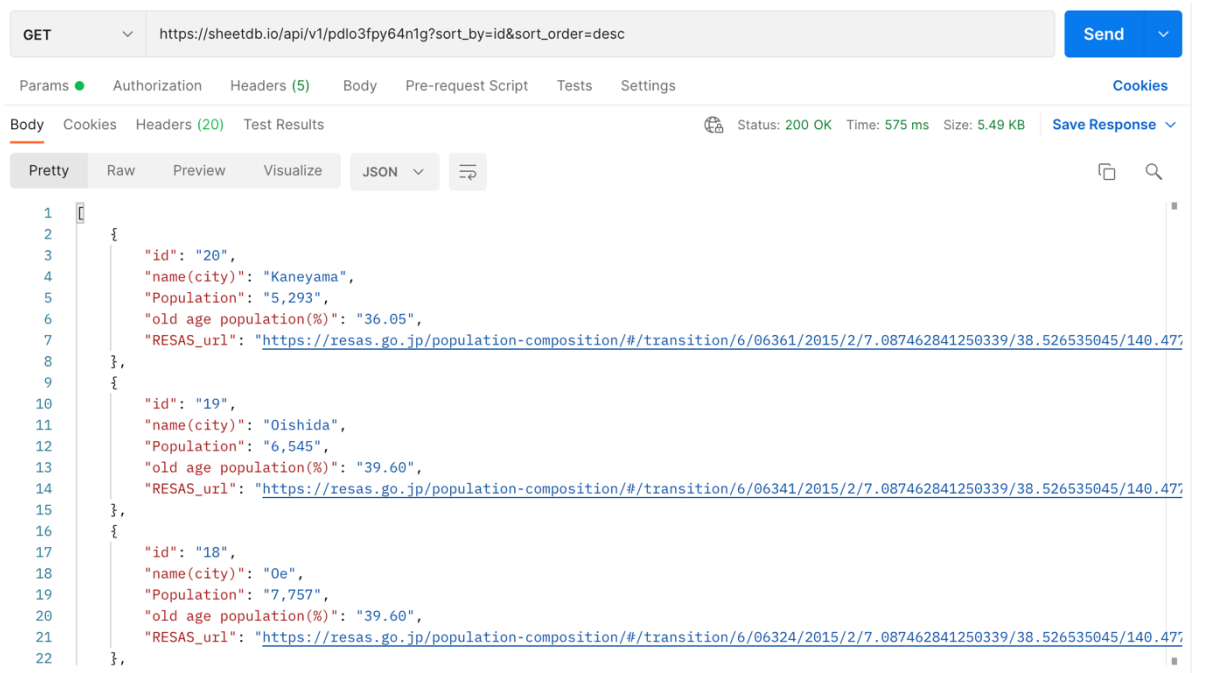 GET https://sheetdb.io/api/v1/pdlo3fpy64n1g?sort_by=id&sort_order=desc Send
Params Authorization Headers (5) Body Pre-request Script Tests Settings Cookies
Body Cookies Headers (20) Test Results Status: 200 OK Time: 575 ms Size: 5.49 KB Save Response
Pretty Raw Preview Visualize JSON
1 [
2 {
3 "id": "20",
4 "name(city)": "Kaneyama",
5 "Population": "5,293",
6 "old age population(%)": "36.05",
7 "RESAS_url": "https://resas.go.jp/population-composition/#/transition/6/06361/2015/2/7.087462841250339/38.526535045/140.477
8 },
9 {
10 "id": "19",
11 "name(city)": "Oishida",
12 "Population": "6,545",
13 "old age population(%)": "39.60",
14 "RESAS_url": "https://resas.go.jp/population-composition/#/transition/6/06341/2015/2/7.087462841250339/38.526535045/140.477
15 },
16 {
17 "id": "18",
18 "name(city)": "Oe",
19 "Population": "7,757",
20 "old age population(%)": "39.60",
21 "RESAS_url": "https://resas.go.jp/population-composition/#/transition/6/06324/2015/2/7.087462841250339/38.526535045/140.477
22 },